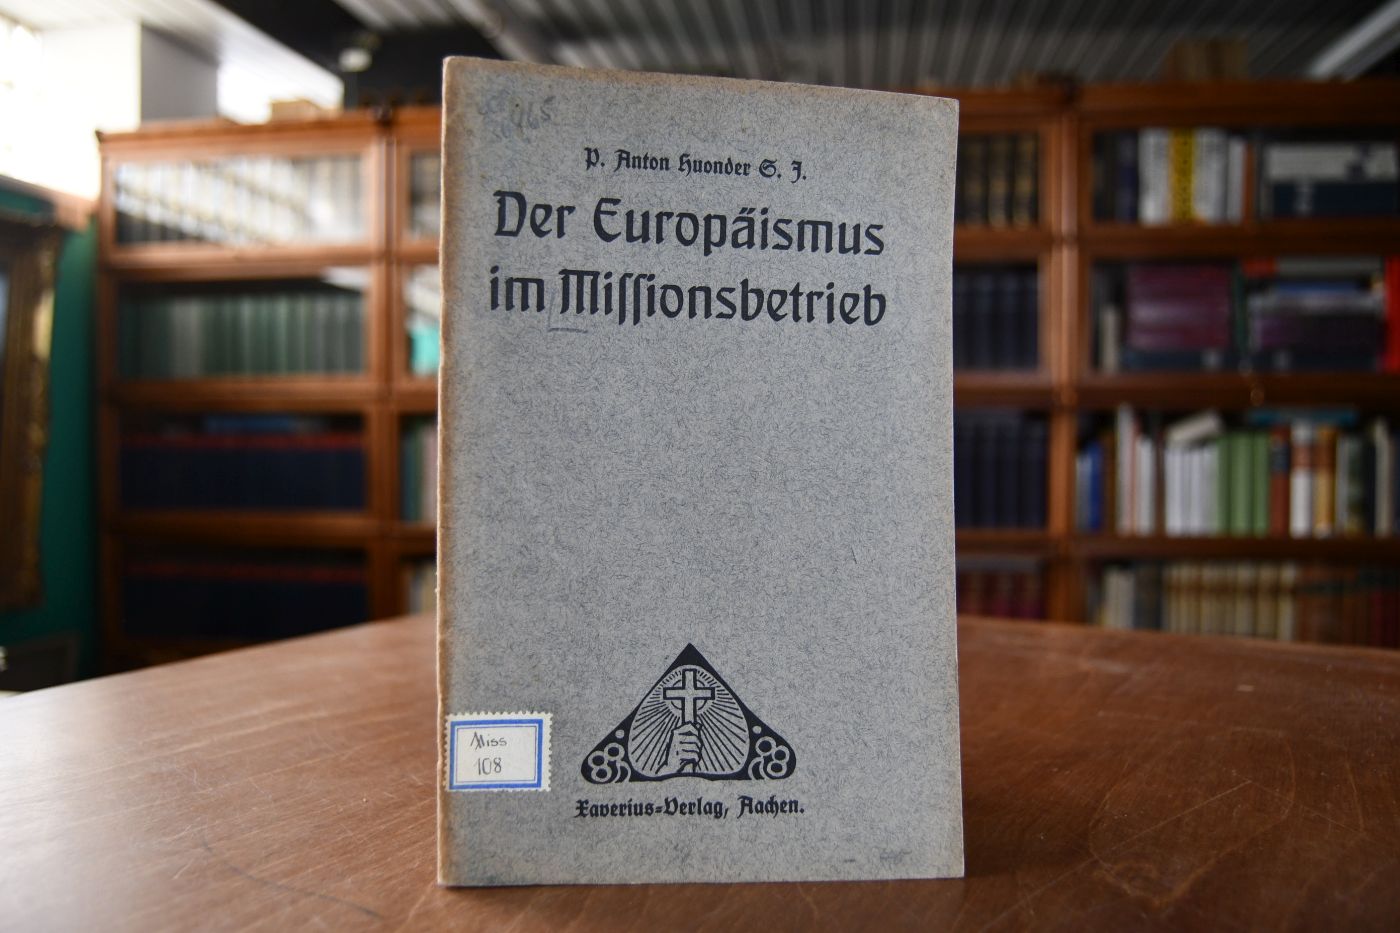 P. Anton Huonder S. J.
Der Europäismus
im Miſſionsbetrieb
Miss
108
Xaverius-Verlag, Aachen.